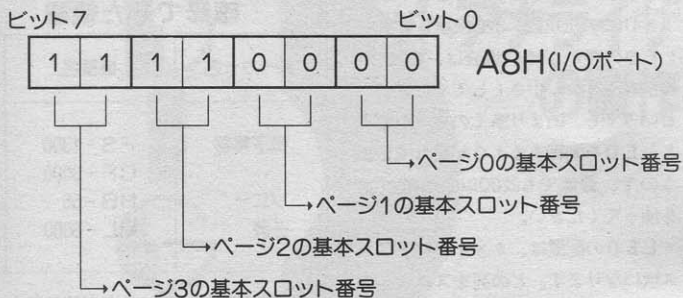 ビット7 ビット0
1 1 1 1 0 0 0 0 A8H(I/Oポート)
ページ0の基本スロット番号
ページ1の基本スロット番号
ページ2の基本スロット番号
ページ3の基本スロット番号